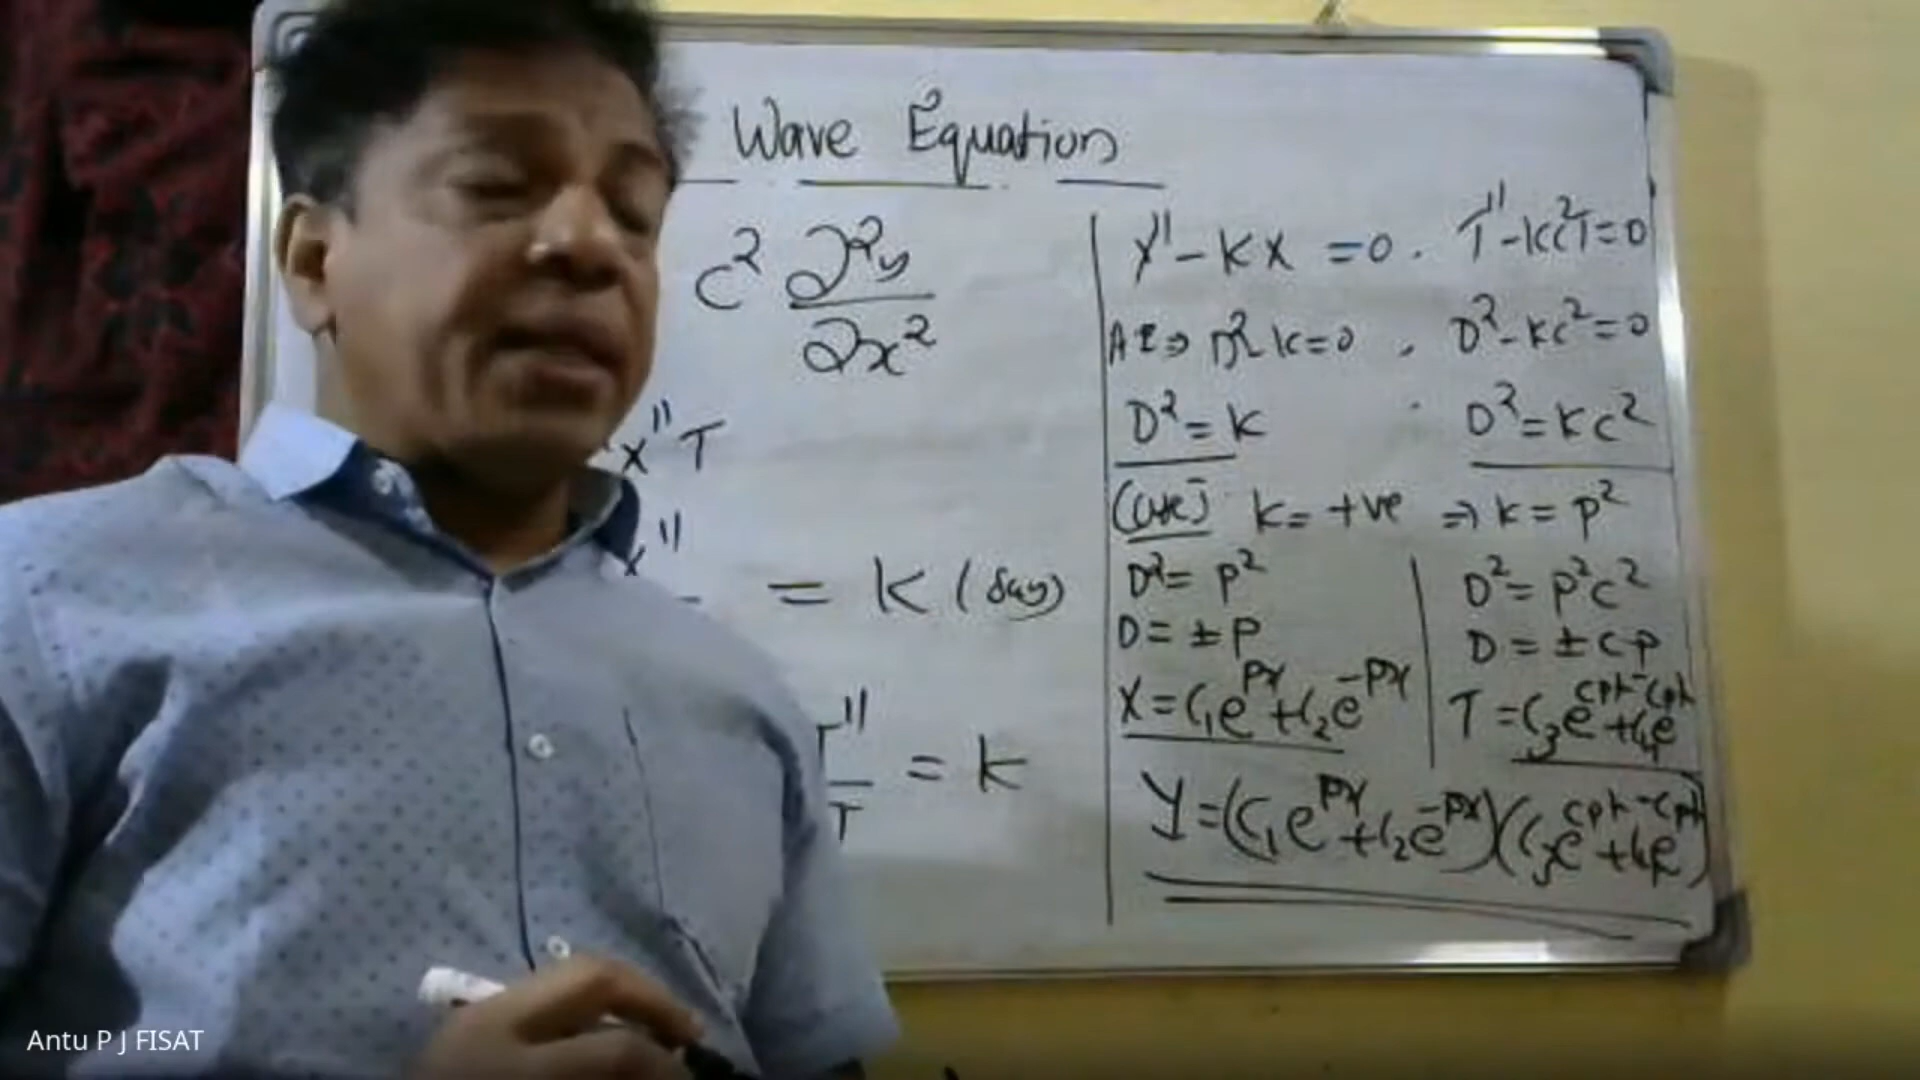 Wave Equation
c² ∂²y
∂x²
x'' T
x''
= k (say)
T''
T
= k
X'' - kX = 0 . T'' - kc²T = 0
AE ⇒ D² - k = 0 , D² - kc² = 0
D² = k D² = kc²
k = +ve ⇒ k = p²
D² = p² D² = p²c²
D = ± p D = ± cp
X = C₁e^px + C₂e^-px T = C₃e^cpt + C₄e^-cpt
Y = (C₁e^px + C₂e^-px)(C₃e^cpt + C₄e^-cpt)
Antu P J FISAT